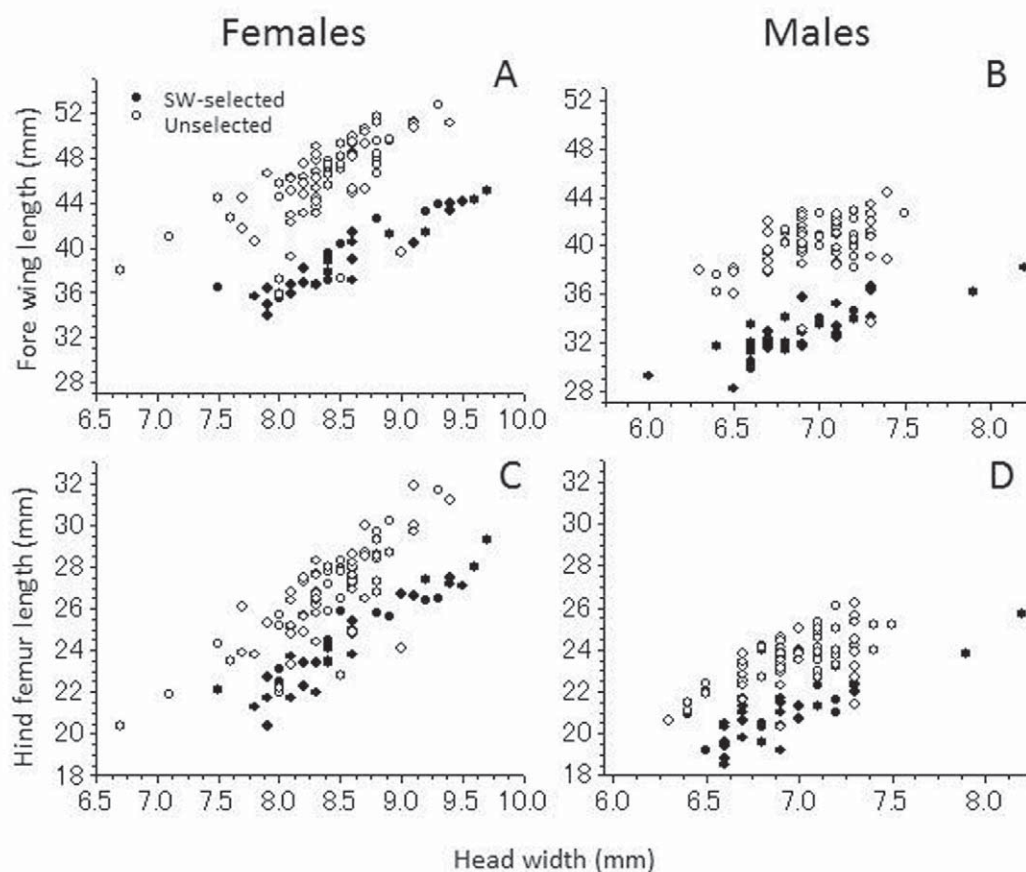 Females
Males
A
B
SW-selected
Unselected
Fore wing length (mm)
52
48
44
40
36
32
28
6.5 7.0 7.5 8.0 8.5 9.0 9.5 10.0
52
48
44
40
36
32
28
6.0 6.5 7.0 7.5 8.0
C
D
Hind femur length (mm)
32
30
28
26
24
22
20
18
6.5 7.0 7.5 8.0 8.5 9.0 9.5 10.0
32
30
28
26
24
22
20
18
6.0 6.5 7.0 7.5 8.0
Head width (mm)